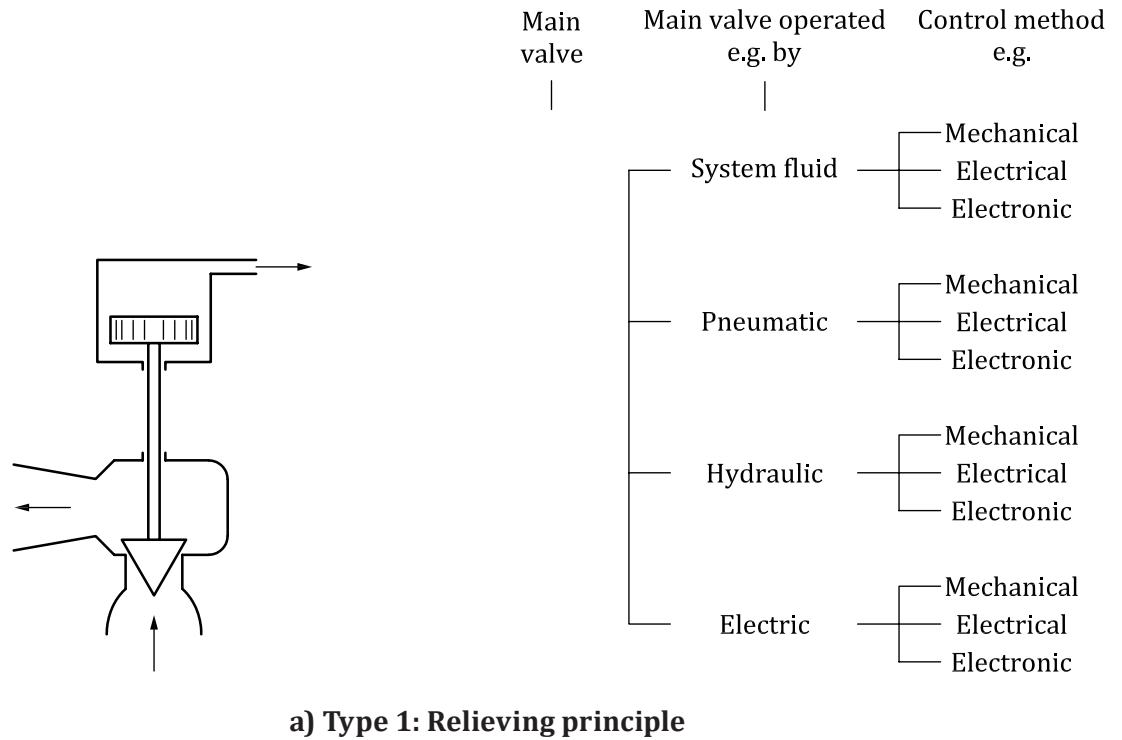 Main
valve
Main valve operated
e.g. by
Control method
e.g.
System fluid
Mechanical
Electrical
Electronic
Pneumatic
Mechanical
Electrical
Electronic
Hydraulic
Mechanical
Electrical
Electronic
Electric
Mechanical
Electrical
Electronic
a) Type 1: Relieving principle